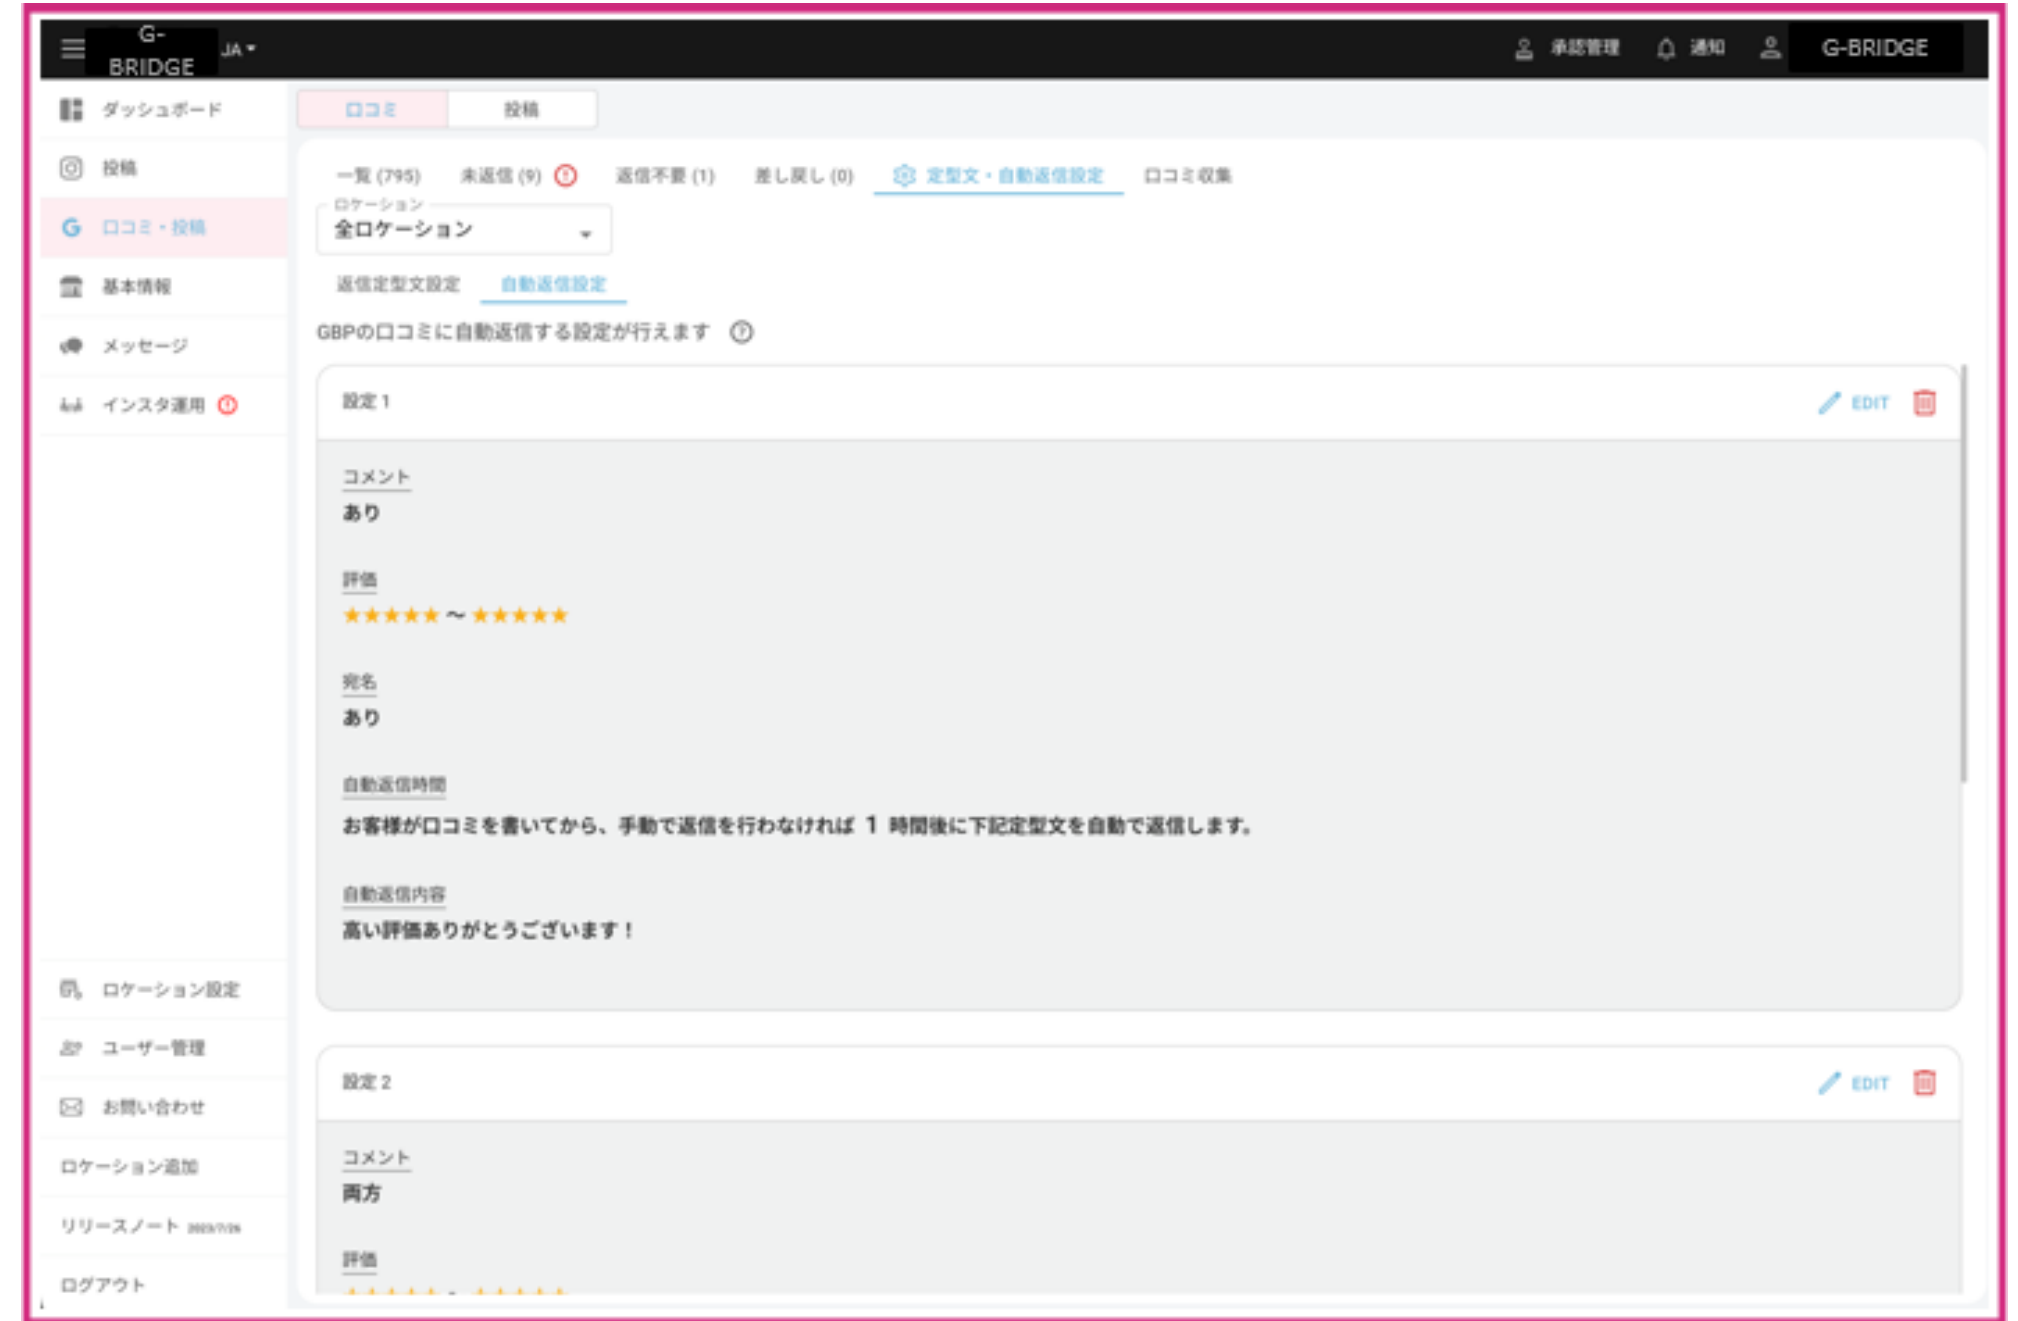 G-
BRIDGE
JA
承認管理
通知
G-BRIDGE
ダッシュボード
投稿
口コミ・投稿
基本情報
メッセージ
インスタ運用
ロケーション設定
ユーザー管理
お問い合わせ
ロケーション追加
リリースノート 2023/7/26
ログアウト
口コミ
投稿
一覧 (795)
未返信 (9)
返信不要 (1)
差し戻し (0)
定型文・自動返信設定
口コミ収集
ロケーション
全ロケーション
返信定型文設定
自動返信設定
GBPの口コミに自動返信する設定が行えます
設定 1
EDIT
コメント
あり
評価
★★★★★ ～ ★★★★★
宛名
あり
自動返信時間
お客様が口コミを書いてから、手動で返信を行わなければ 1 時間後に下記定型文を自動で返信します。
自動返信内容
高い評価ありがとうございます！
設定 2
EDIT
コメント
両方
評価